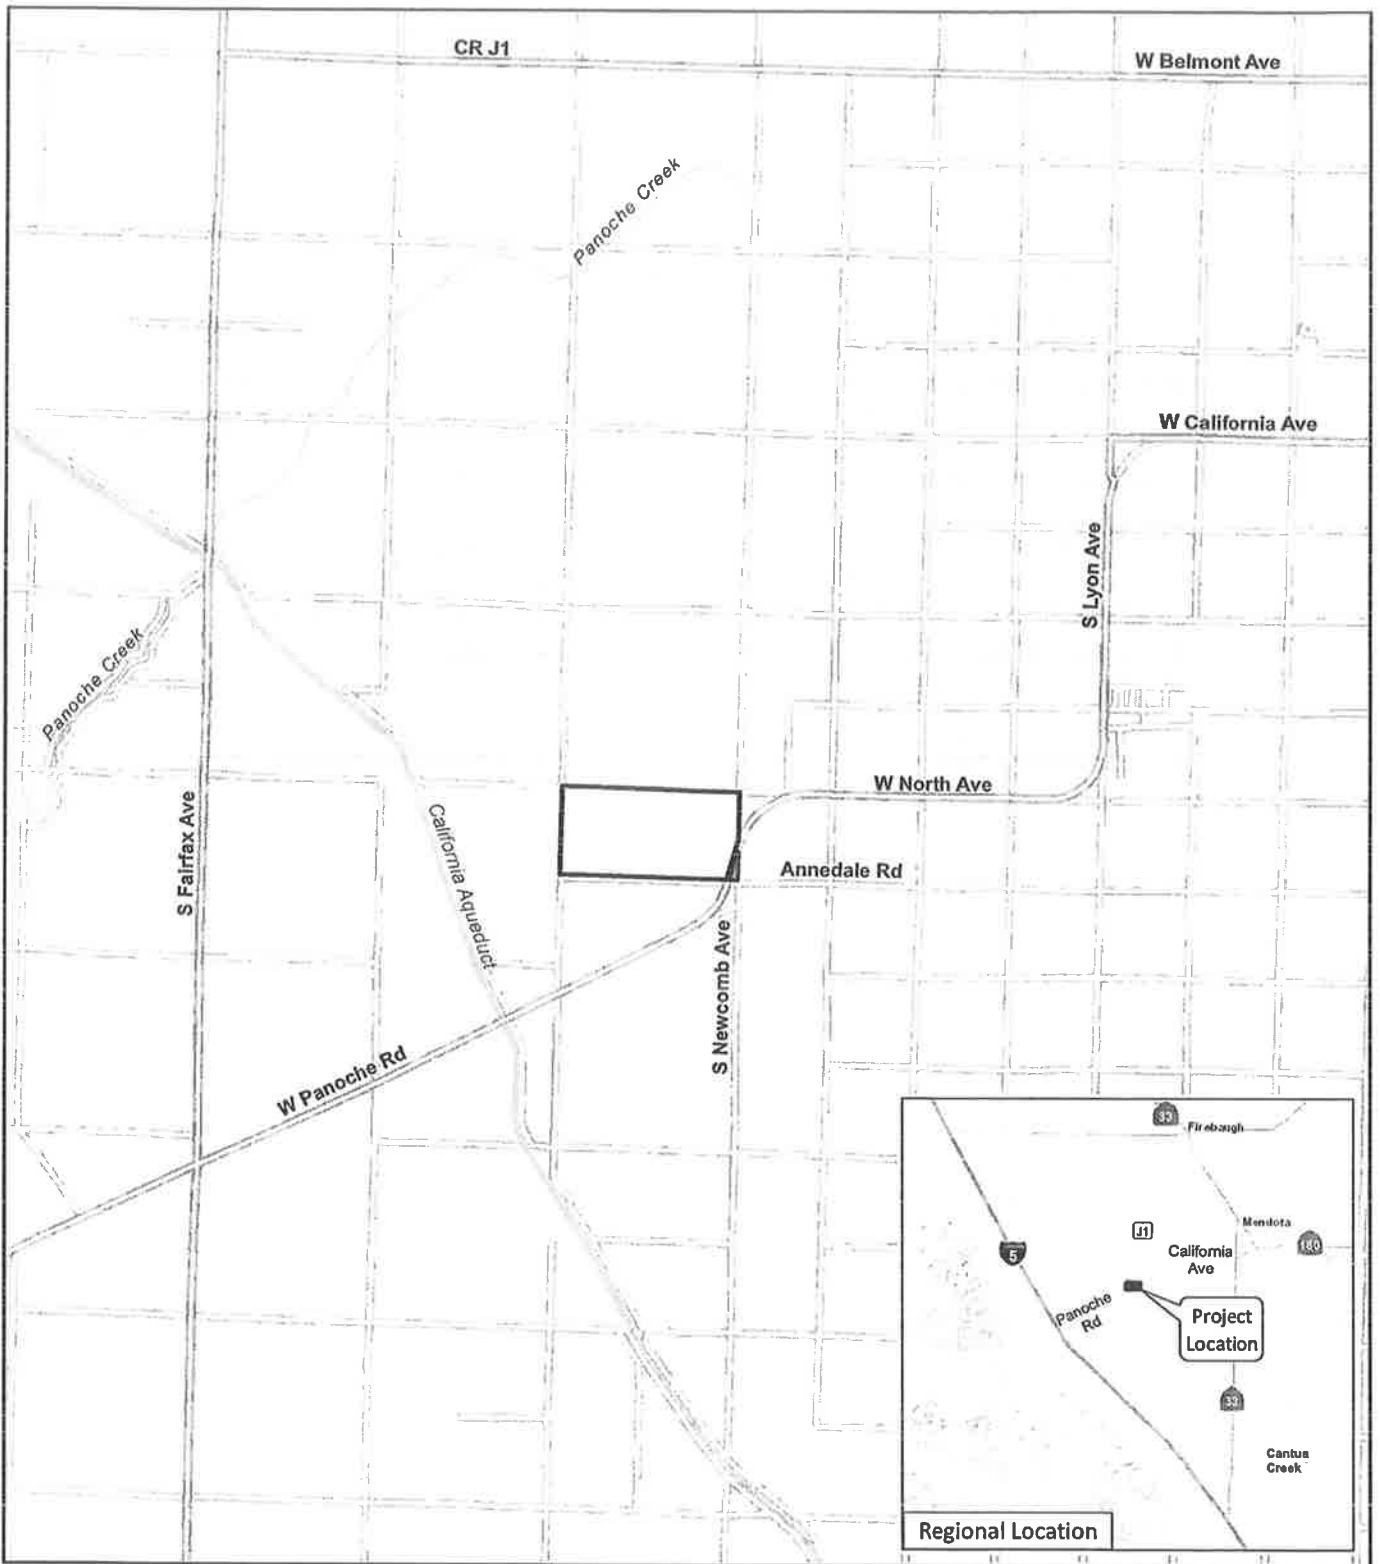 CR J1
W Belmont Ave
Panoche Creek
W California Ave
S Lyon Ave
Panoche Creek
W North Ave
S Fairfax Ave
California Aqueduct
Annedale Rd
S Newcomb Ave
W Panoche Rd
33
Firebaugh
Mendota
J1
180
California
Ave
5
Panoche
Rd
Project
Location
33
Cantua
Creek
Regional Location